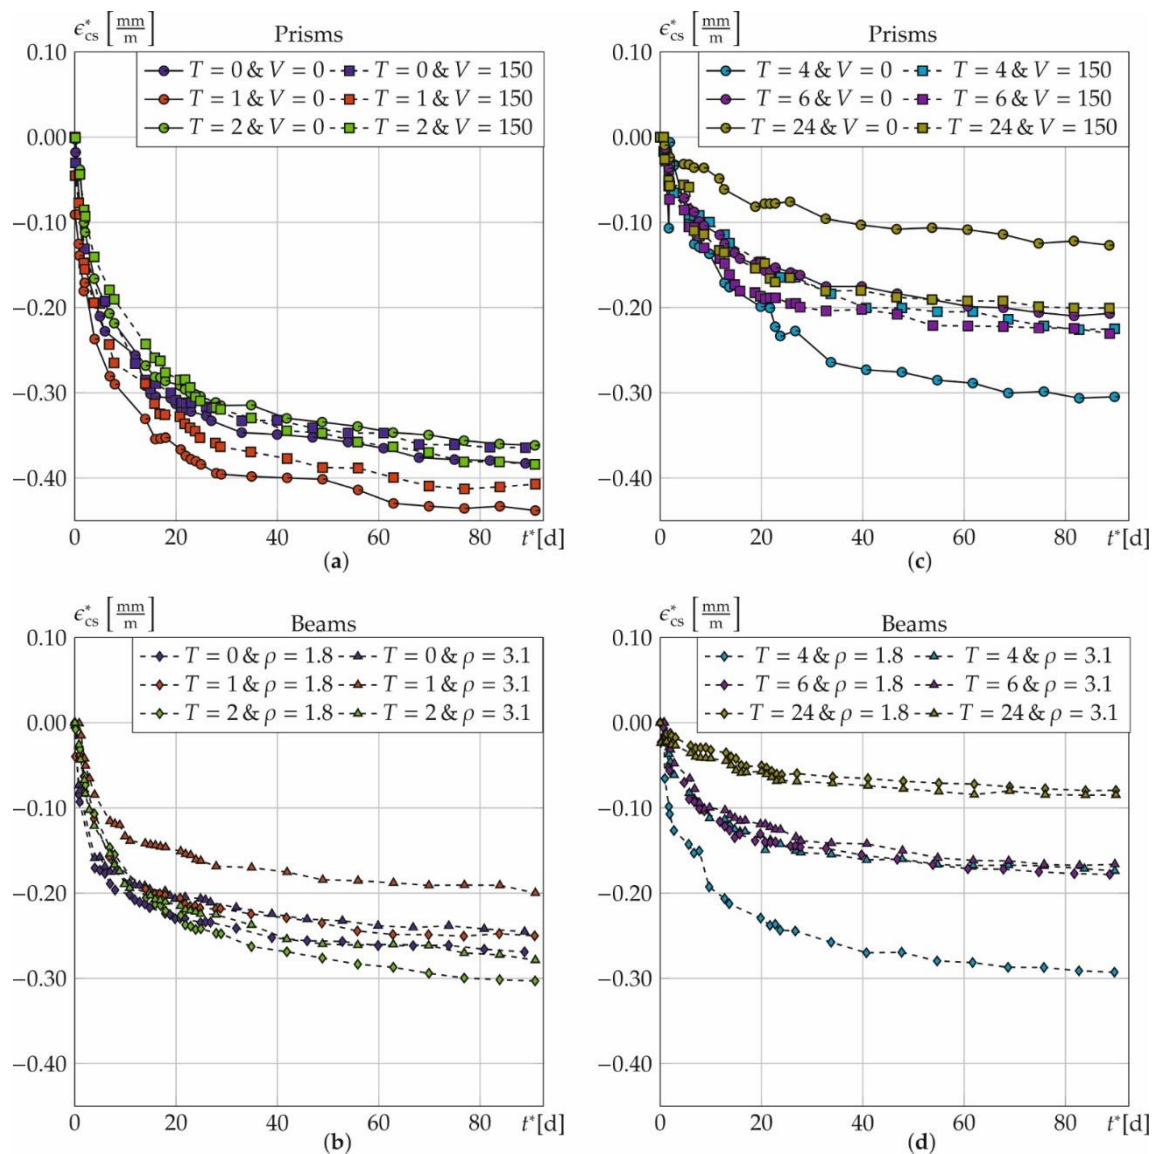 ϵ*cs [mm/m]
Prisms
0.10
T = 0 & V = 0 T = 0 & V = 150
T = 1 & V = 0 T = 1 & V = 150
T = 2 & V = 0 T = 2 & V = 150
0.00
−0.10
−0.20
−0.30
−0.40
0 20 40 60 80 t*[d]
(a)
ϵ*cs [mm/m]
Prisms
0.10
T = 4 & V = 0 T = 4 & V = 150
T = 6 & V = 0 T = 6 & V = 150
T = 24 & V = 0 T = 24 & V = 150
0.00
−0.10
−0.20
−0.30
−0.40
0 20 40 60 80 t*[d]
(c)
ϵ*cs [mm/m]
Beams
0.10
T = 0 & ρ = 1.8 T = 0 & ρ = 3.1
T = 1 & ρ = 1.8 T = 1 & ρ = 3.1
T = 2 & ρ = 1.8 T = 2 & ρ = 3.1
0.00
−0.10
−0.20
−0.30
−0.40
0 20 40 60 80 t*[d]
(b)
ϵ*cs [mm/m]
Beams
0.10
T = 4 & ρ = 1.8 T = 4 & ρ = 3.1
T = 6 & ρ = 1.8 T = 6 & ρ = 3.1
T = 24 & ρ = 1.8 T = 24 & ρ = 3.1
0.00
−0.10
−0.20
−0.30
−0.40
0 20 40 60 80 t*[d]
(d)